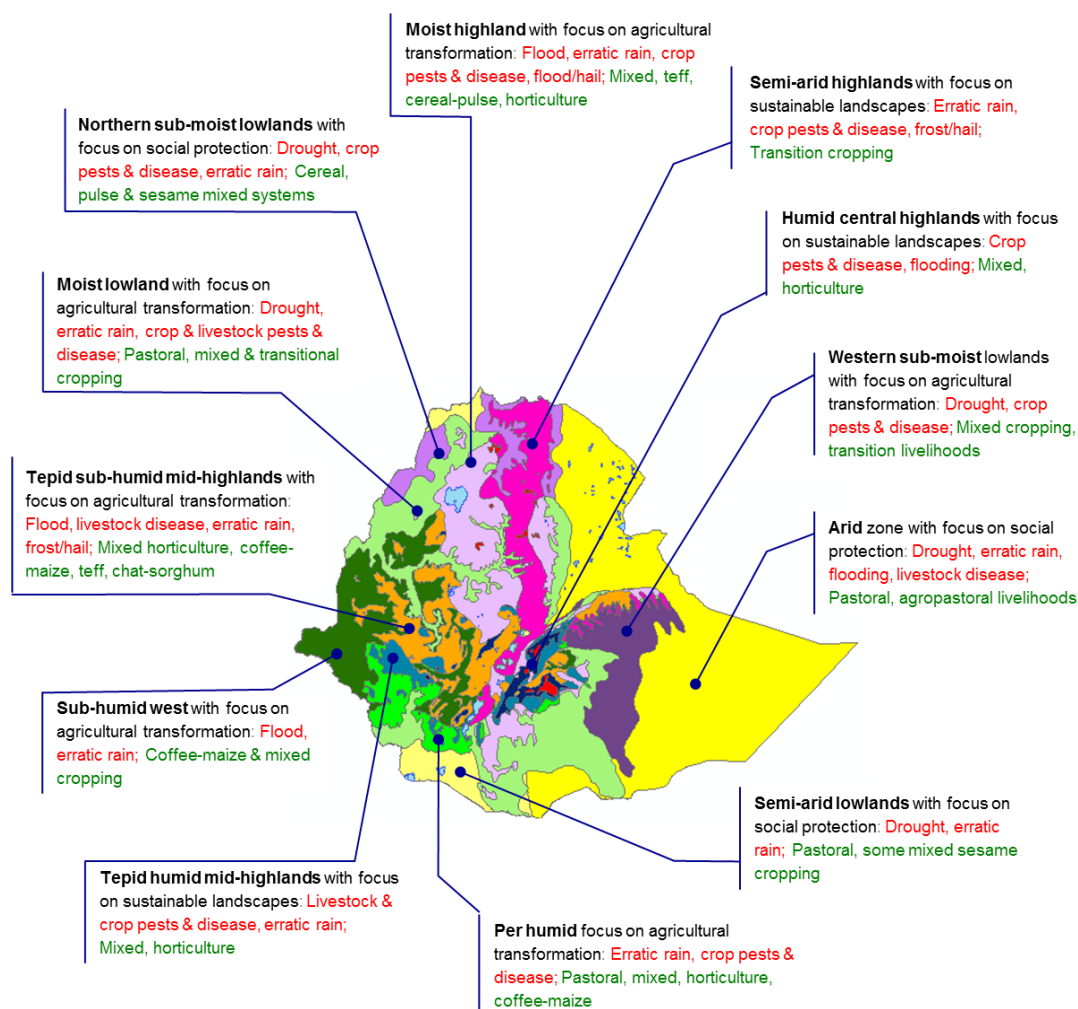 Moist highland with focus on agricultural
transformation: Flood, erratic rain, crop
pests & disease, flood/hail; Mixed, teff,
cereal-pulse, horticulture
Semi-arid highlands with focus on
sustainable landscapes: Erratic rain,
crop pests & disease, frost/hail;
Transition cropping
Northern sub-moist lowlands with
focus on social protection: Drought, crop
pests & disease, erratic rain; Cereal,
pulse & sesame mixed systems
Humid central highlands with focus
on sustainable landscapes: Crop
pests & disease, flooding; Mixed,
horticulture
Moist lowland with focus on
agricultural transformation: Drought,
erratic rain, crop & livestock pests &
disease; Pastoral, mixed & transitional
cropping
Western sub-moist lowlands
with focus on agricultural
transformation: Drought, crop
pests & disease; Mixed cropping,
transition livelihoods
Tepid sub-humid mid-highlands with
focus on agricultural transformation:
Flood, livestock disease, erratic rain,
frost/hail; Mixed horticulture, coffee-
maize, teff, chat-sorghum
Arid zone with focus on social
protection: Drought, erratic rain,
flooding, livestock disease;
Pastoral, agropastoral livelihoods
Sub-humid west with focus on
agricultural transformation: Flood,
erratic rain; Coffee-maize & mixed
cropping
Semi-arid lowlands with focus on
social protection: Drought, erratic
rain; Pastoral, some mixed sesame
cropping
Tepid humid mid-highlands with focus
on sustainable landscapes: Livestock &
crop pests & disease, erratic rain;
Mixed, horticulture
Per humid focus on agricultural
transformation: Erratic rain, crop pests &
disease; Pastoral, mixed, horticulture,
coffee-maize